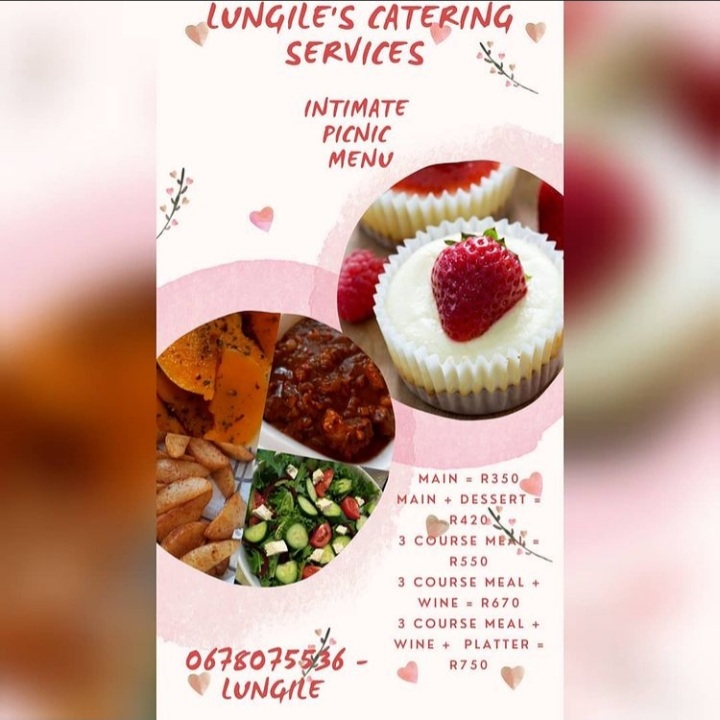 LUNGILE'S CATERING
SERVICES
INTIMATE
PICNIC
MENU
MAIN = R350
MAIN + DESSERT =
R420
3 COURSE MEAL =
R550
3 COURSE MEAL +
WINE = R670
3 COURSE MEAL +
WINE + PLATTER =
R750
0678075536 -
LUNGILE